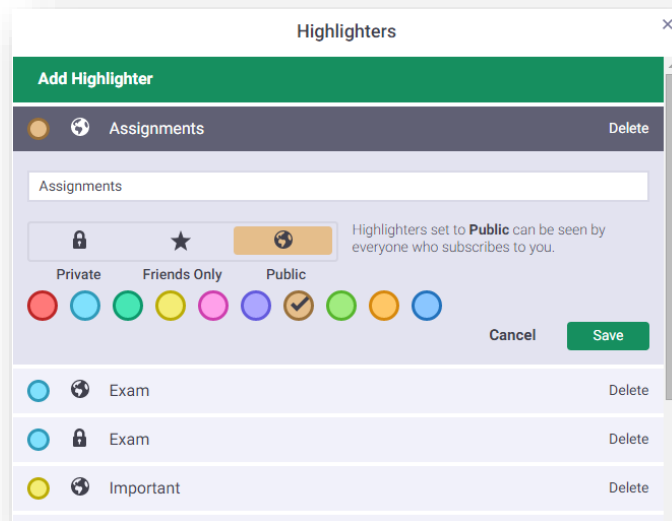 Highlighters
Add Highlighter
Assignments Delete
Assignments
Highlighters set to Public can be seen by
everyone who subscribes to you.
Private Friends Only Public
Cancel Save
Exam Delete
Exam Delete
Important Delete